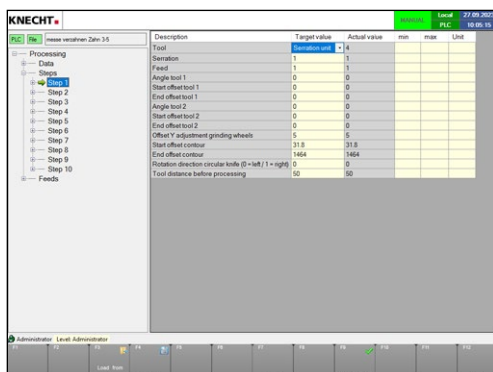 KNECHT.
MANUAL
Local
PLC
27.09.2023
10:05:15
PLC File messe verzahnen Zahn 3-5
Processing
Data
Steps
Step 1
Step 2
Step 3
Step 4
Step 5
Step 6
Step 7
Step 8
Step 9
Step 10
Feeds
Description Target value Actual value min max Unit
Tool Serration unit 4
Serration 1 1
Feed 1 1
Angle tool 1 0 0
Start offset tool 1 0 0
End offset tool 1 0 0
Angle tool 2 0 0
Start offset tool 2 0 0
End offset tool 2 0 0
Offset Y adjustment grinding wheels 5 5
Start offset contour 31.8 31.8
End offset contour 1464 1464
Rotation direction circular knife (0 = left / 1 = right) 0 0
Tool distance before processing 50 50
Administrator Level: Administrator
F1 F2 F3 F4 F5 F6 F7 F8 F9 F10 F11 F12
Load from